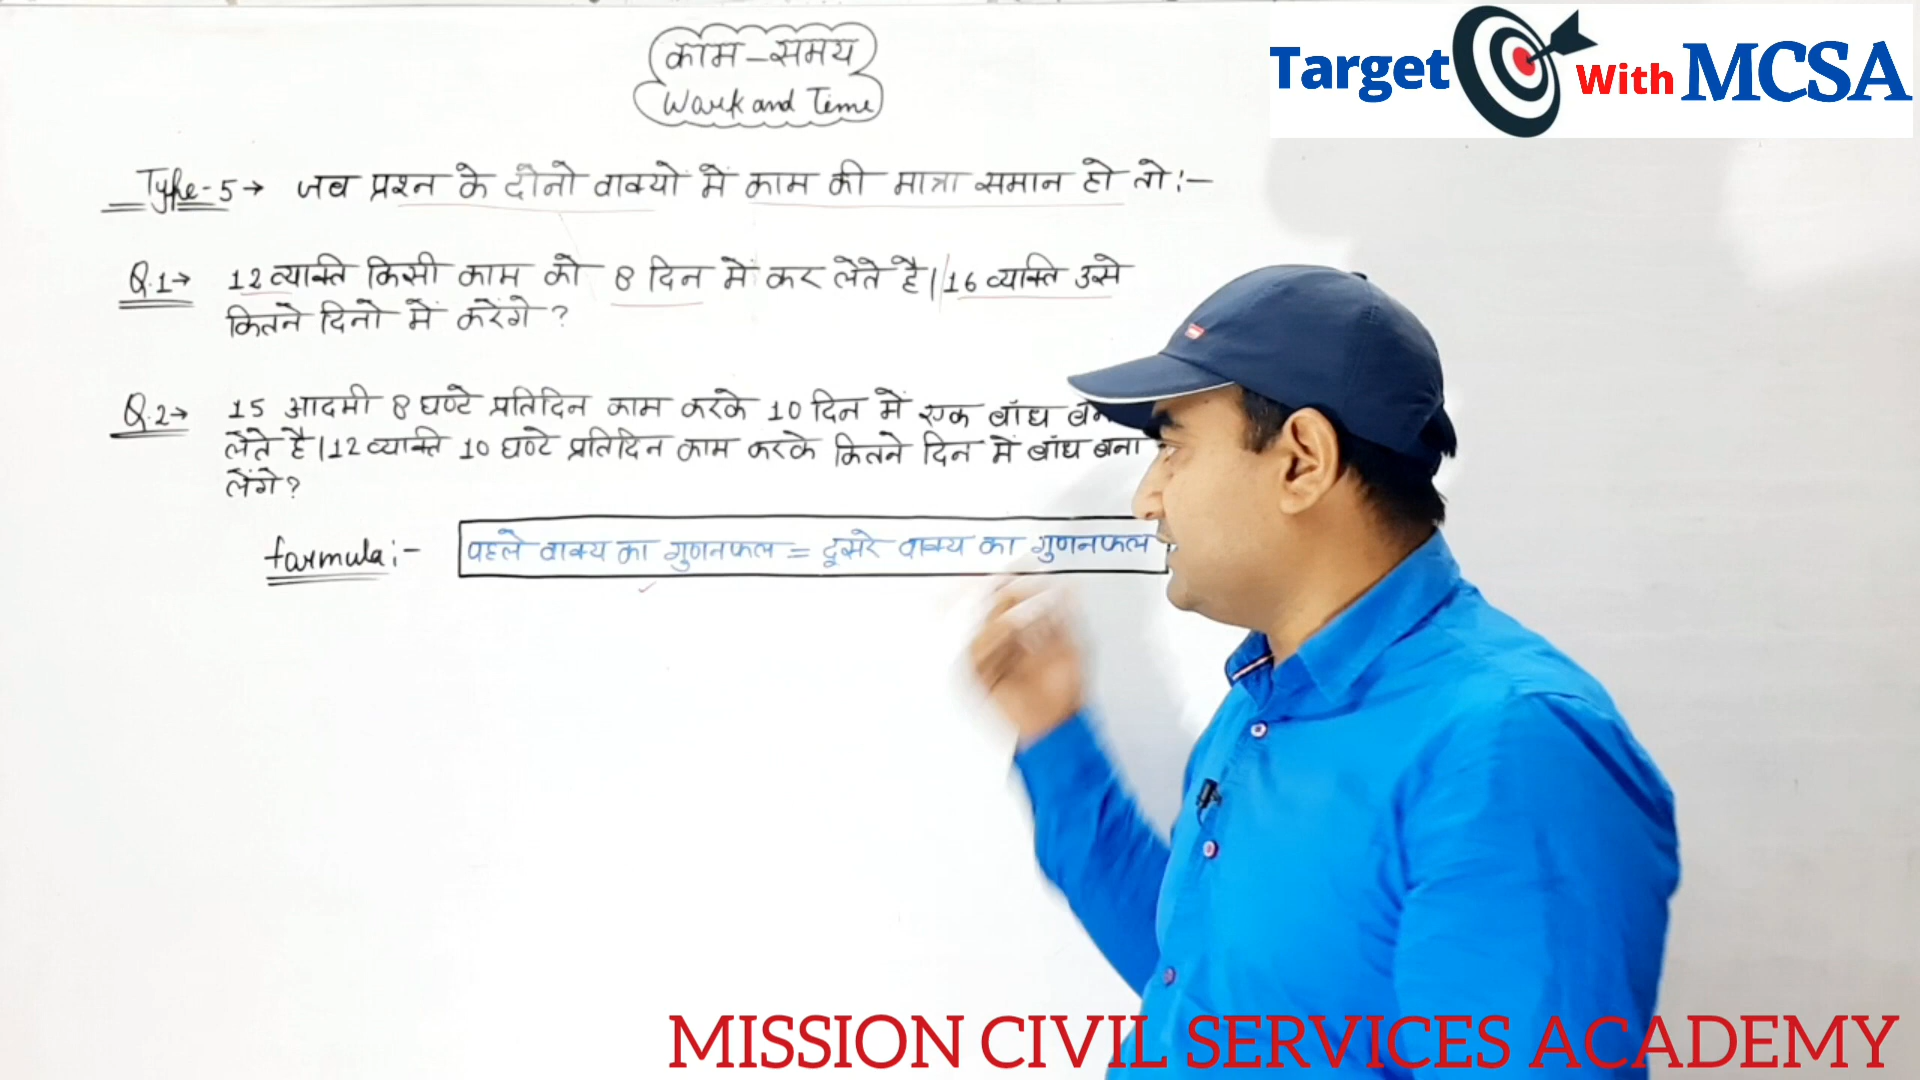 काम-समय
Work and Time
Target With MCSA
Type-5→ जब प्रश्न के दोनो वाक्यों में काम की मात्रा समान हो तो:-
Q.1→ 12 व्यक्ति किसी काम को 8 दिन में कर लेते है। 16 व्यक्ति उसे
कितने दिनो में करेंगे?
Q.2→ 15 आदमी 8 घण्टे प्रतिदिन काम करके 10 दिन में एक बाँध
लेते है। 12 व्यक्ति 10 घण्टे प्रतिदिन काम करके कितने दिन में बाँध बना
लेंगे?
formula:- पहले वाक्य का गुणनफल = दूसरे वाक्य का गुणनफल
MISSION CIVIL SERVICES ACADEMY